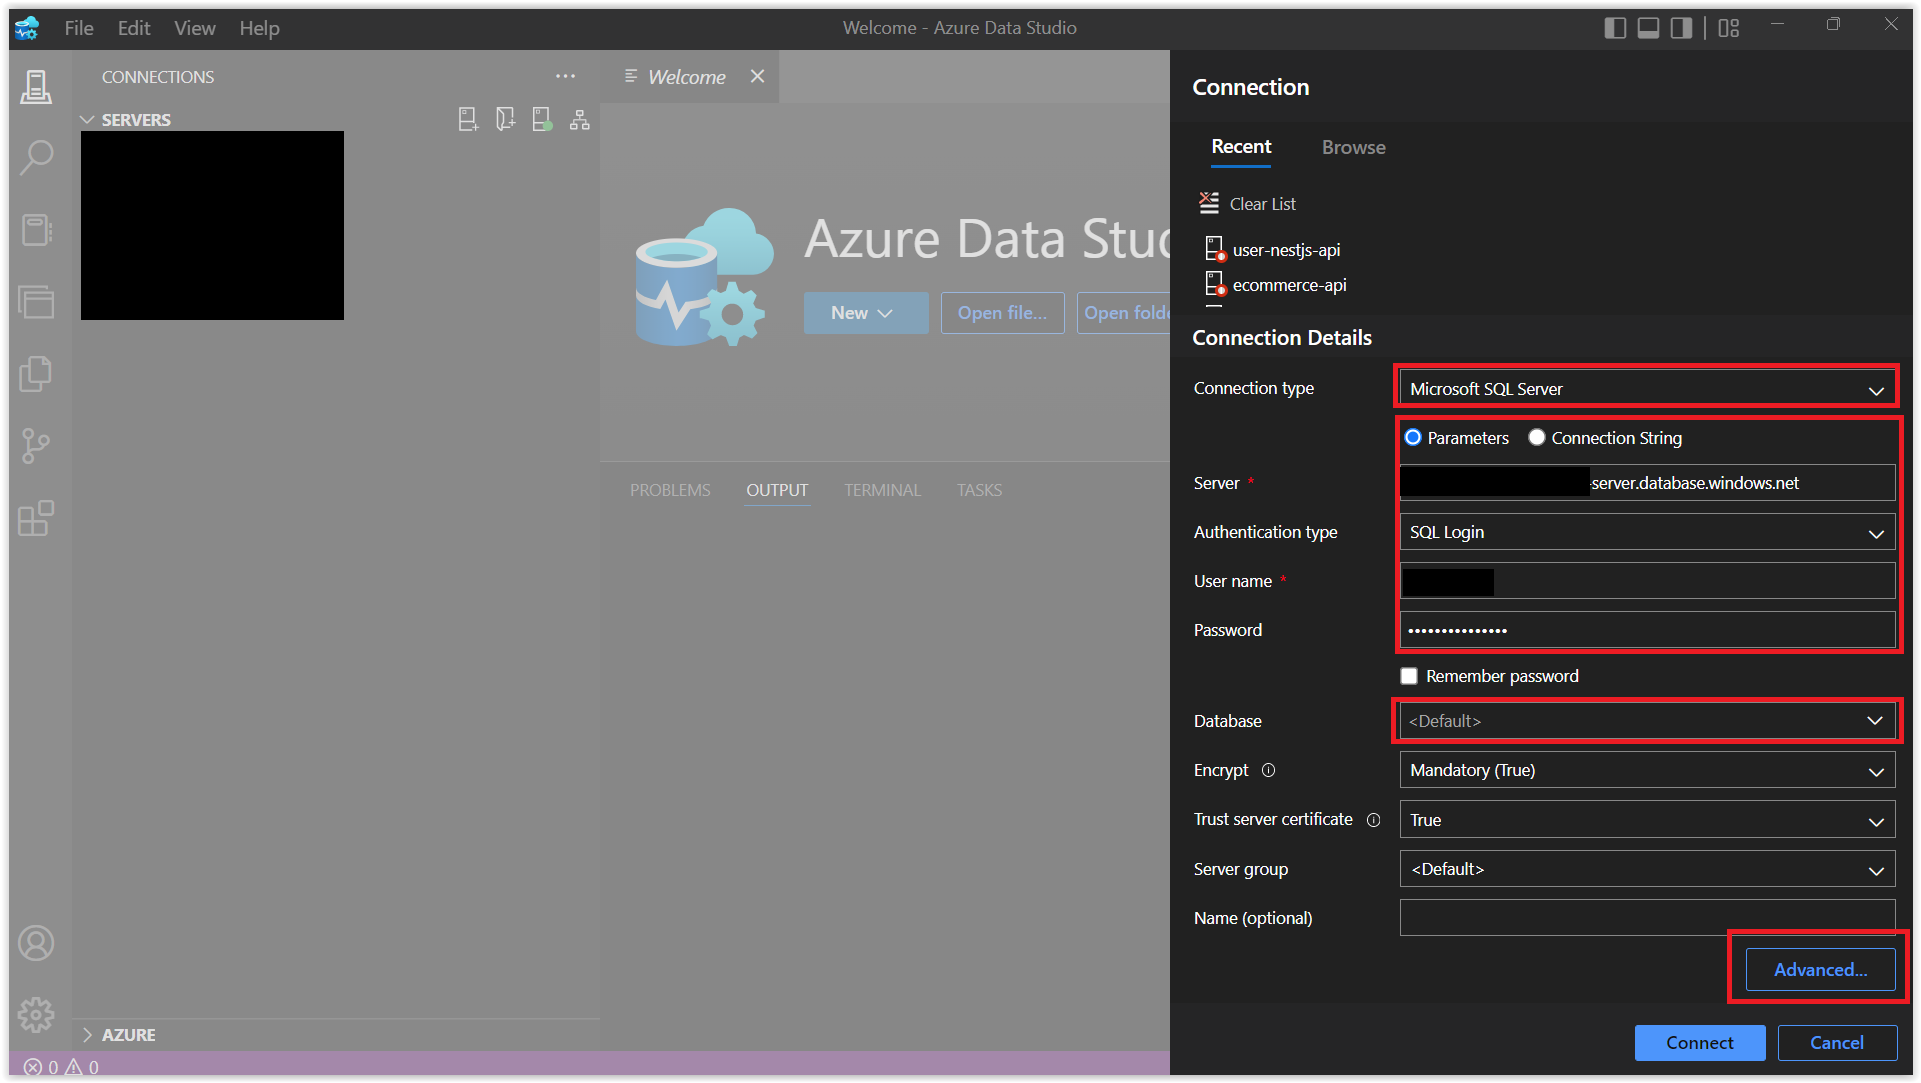 File Edit View Help
Welcome - Azure Data Studio
CONNECTIONS
SERVERS
Welcome
Azure Data Stud
New
Open file...
Open folde
PROBLEMS OUTPUT TERMINAL TASKS
AZURE
0 0
Connection
Recent Browse
Clear List
user-nestjs-api
ecommerce-api
Connection Details
Connection type Microsoft SQL Server
Parameters Connection String
Server * -server.database.windows.net
Authentication type SQL Login
User name *
Password •••••••••••••••
Remember password
Database <Default>
Encrypt Mandatory (True)
Trust server certificate True
Server group <Default>
Name (optional)
Advanced...
Connect Cancel